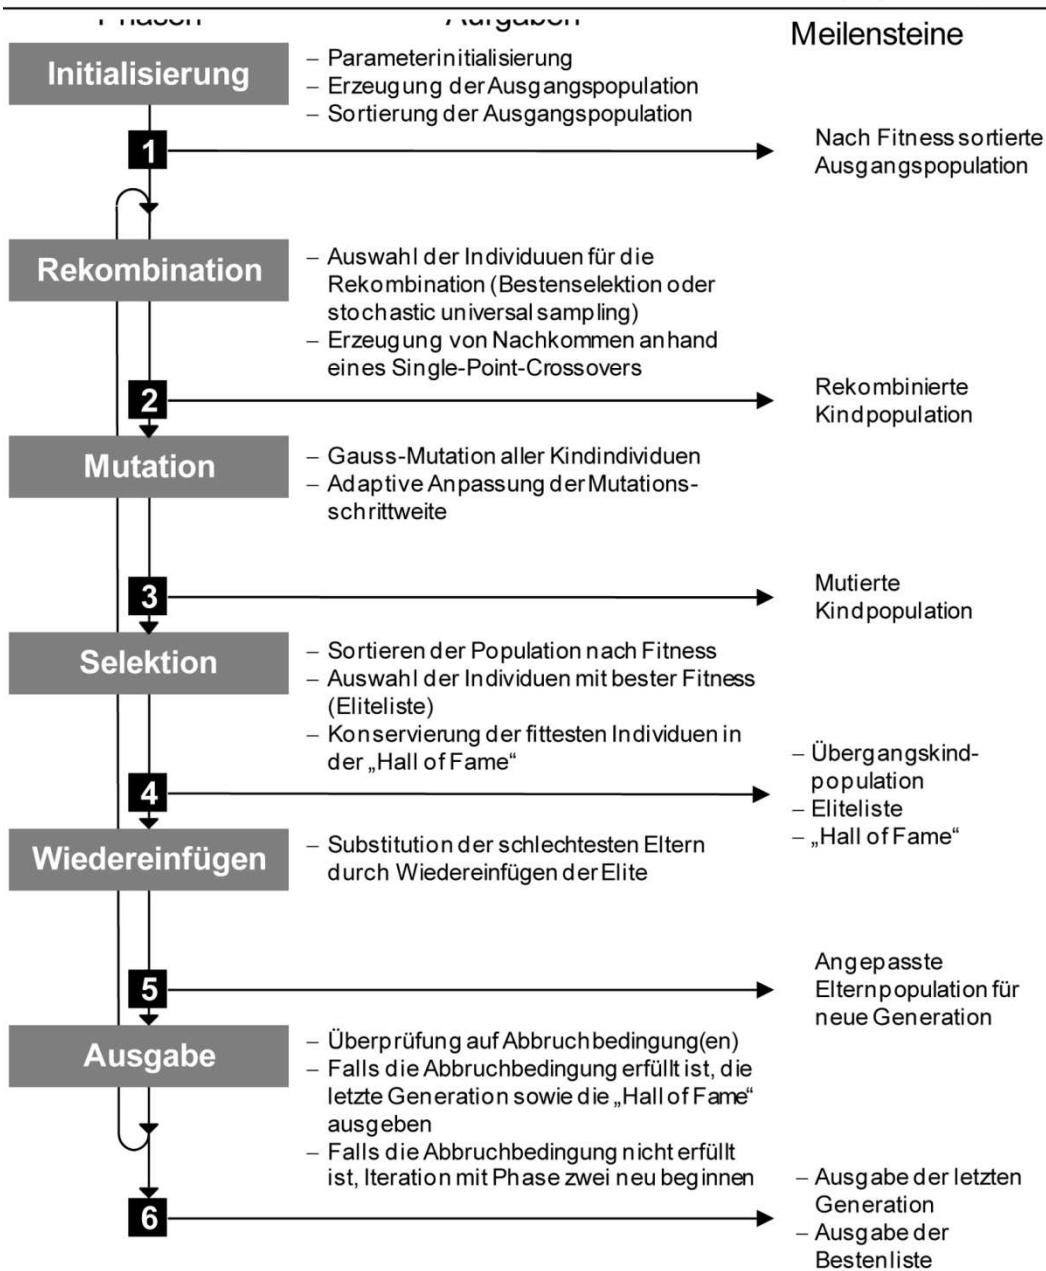 Phasen
Aufgaben
Meilensteine
Initialisierung
– Parameterinitialisierung
– Erzeugung der Ausgangspopulation
– Sortierung der Ausgangspopulation
1
Nach Fitness sortierte
Ausgangspopulation
Rekombination
– Auswahl der Individuuen für die
Rekombination (Bestenselektion oder
stochastic universal sampling)
– Erzeugung von Nachkommen anhand
eines Single-Point-Crossovers
2
Rekombinierte
Kindpopulation
Mutation
– Gauss-Mutation aller Kindindividuen
– Adaptive Anpassung der Mutations-
schrittweite
3
Mutierte
Kindpopulation
Selektion
– Sortieren der Population nach Fitness
– Auswahl der Individuen mit bester Fitness
(Eliteliste)
– Konservierung der fittesten Individuen in
der „Hall of Fame“
4
– Übergangskind-
population
– Eliteliste
– „Hall of Fame“
Wiedereinfügen
– Substitution der schlechtesten Eltern
durch Wiedereinfügen der Elite
5
Angepasste
Elternpopulation für
neue Generation
Ausgabe
– Überprüfung auf Abbruchbedingung(en)
– Falls die Abbruchbedingung erfüllt ist, die
letzte Generation sowie die „Hall of Fame“
ausgeben
– Falls die Abbruchbedingung nicht erfüllt
ist, Iteration mit Phase zwei neu beginnen
6
– Ausgabe der letzten
Generation
– Ausgabe der
Bestenliste